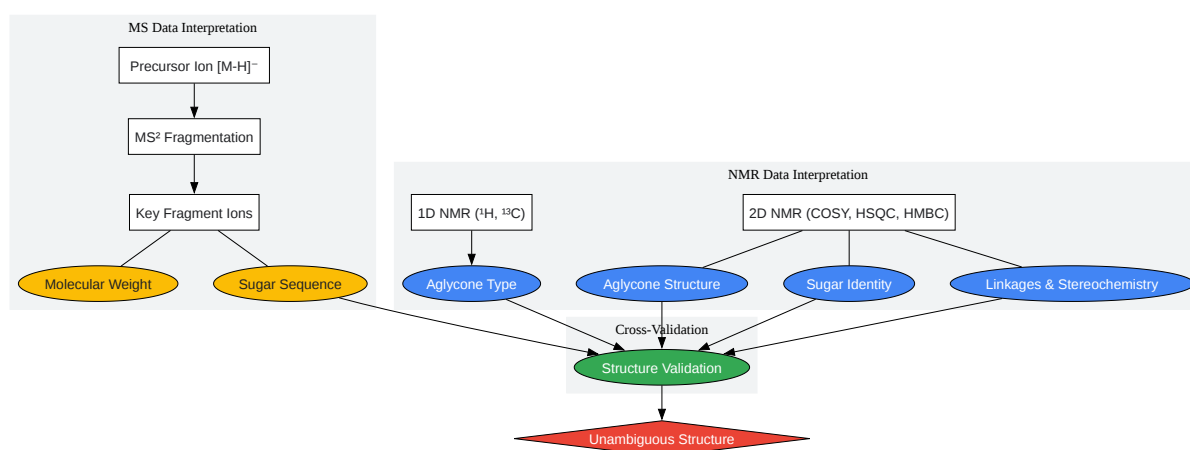 MS Data Interpretation
Precursor Ion [M-H]⁻
MS² Fragmentation
NMR Data Interpretation
Key Fragment Ions
1D NMR (¹H, ¹³C)
2D NMR (COSY, HSQC, HMBC)
Molecular Weight
Sugar Sequence
Aglycone Type
Aglycone Structure
Sugar Identity
Linkages & Stereochemistry
Cross-Validation
Structure Validation
Unambiguous Structure